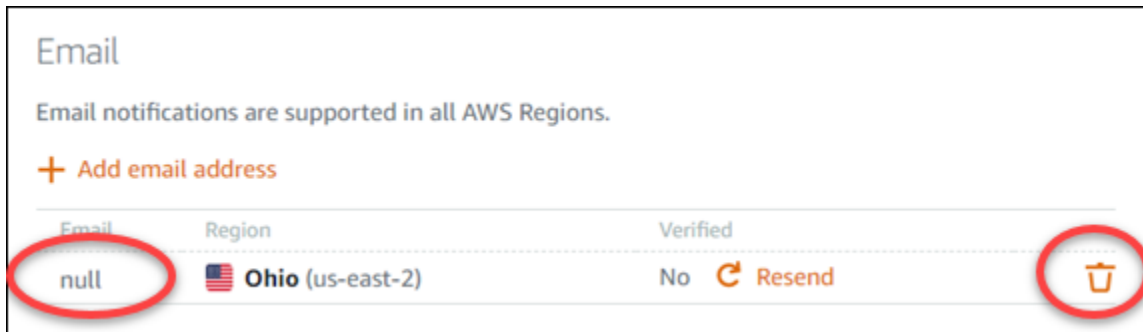 Email
Email notifications are supported in all AWS Regions.
+ Add email address
Email Region Verified
null Ohio (us-east-2) No Resend